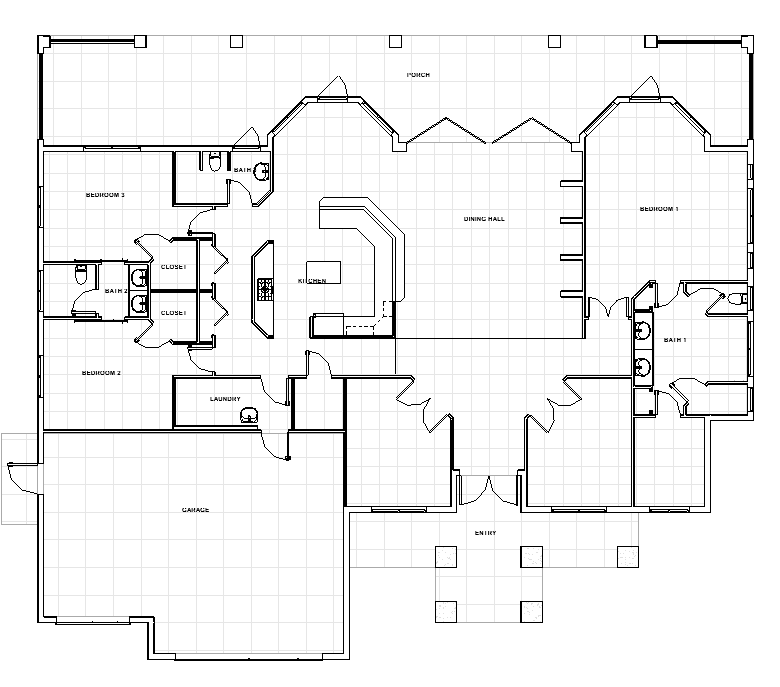 PORCH
BATH
BEDROOM 3
BEDROOM 1
DINING HALL
CLOSET
KITCHEN
BATH 2
CLOSET
BATH 1
BEDROOM 2
LAUNDRY
GARAGE
ENTRY